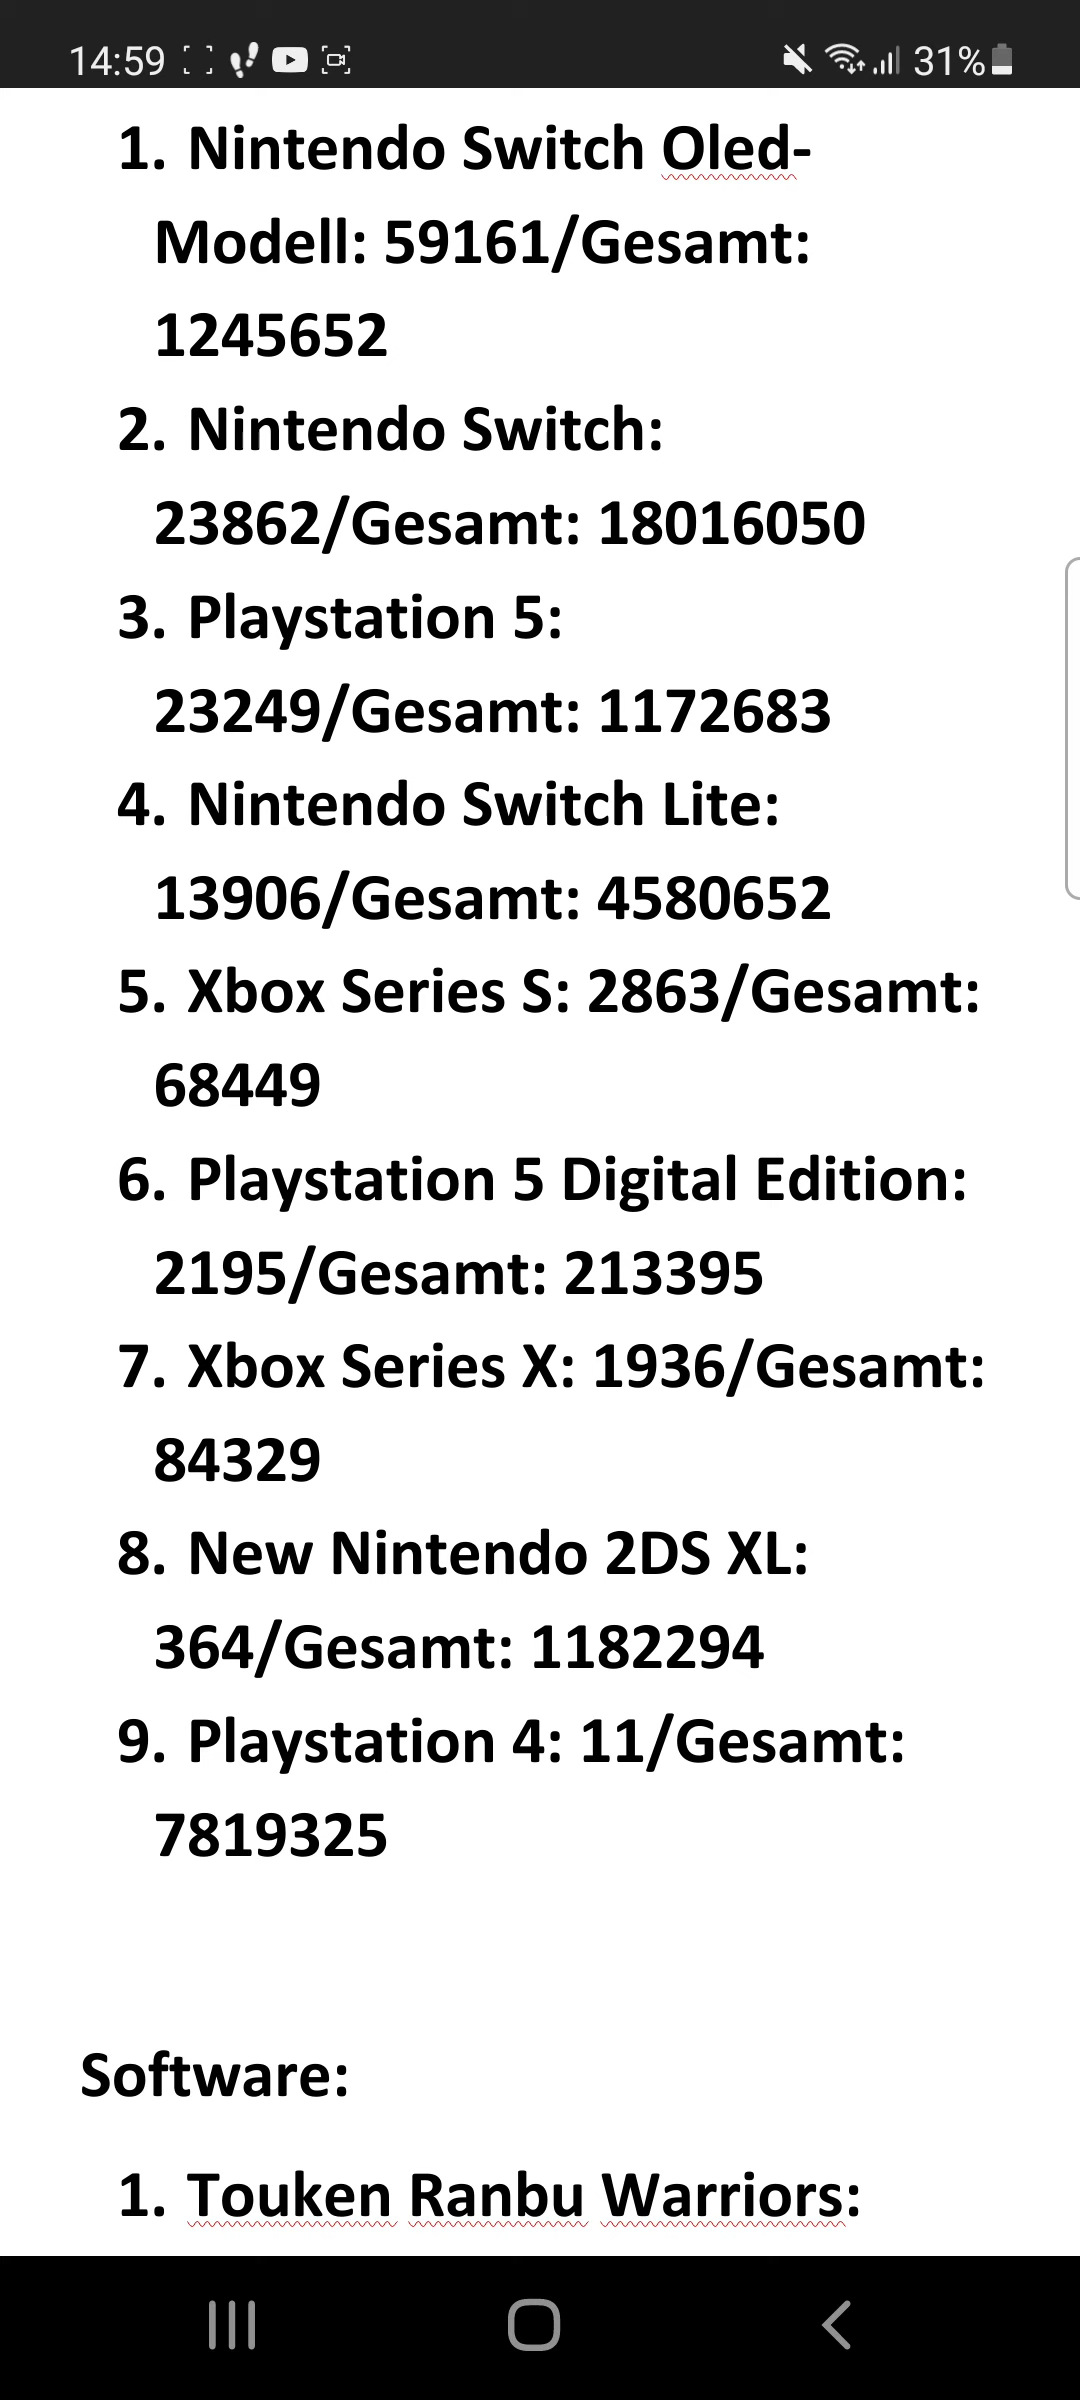 14:59
31%
1. Nintendo Switch Oled-
Modell: 59161/Gesamt:
1245652
2. Nintendo Switch:
23862/Gesamt: 18016050
3. Playstation 5:
23249/Gesamt: 1172683
4. Nintendo Switch Lite:
13906/Gesamt: 4580652
5. Xbox Series S: 2863/Gesamt:
68449
6. Playstation 5 Digital Edition:
2195/Gesamt: 213395
7. Xbox Series X: 1936/Gesamt:
84329
8. New Nintendo 2DS XL:
364/Gesamt: 1182294
9. Playstation 4: 11/Gesamt:
7819325
Software:
1. Touken Ranbu Warriors: